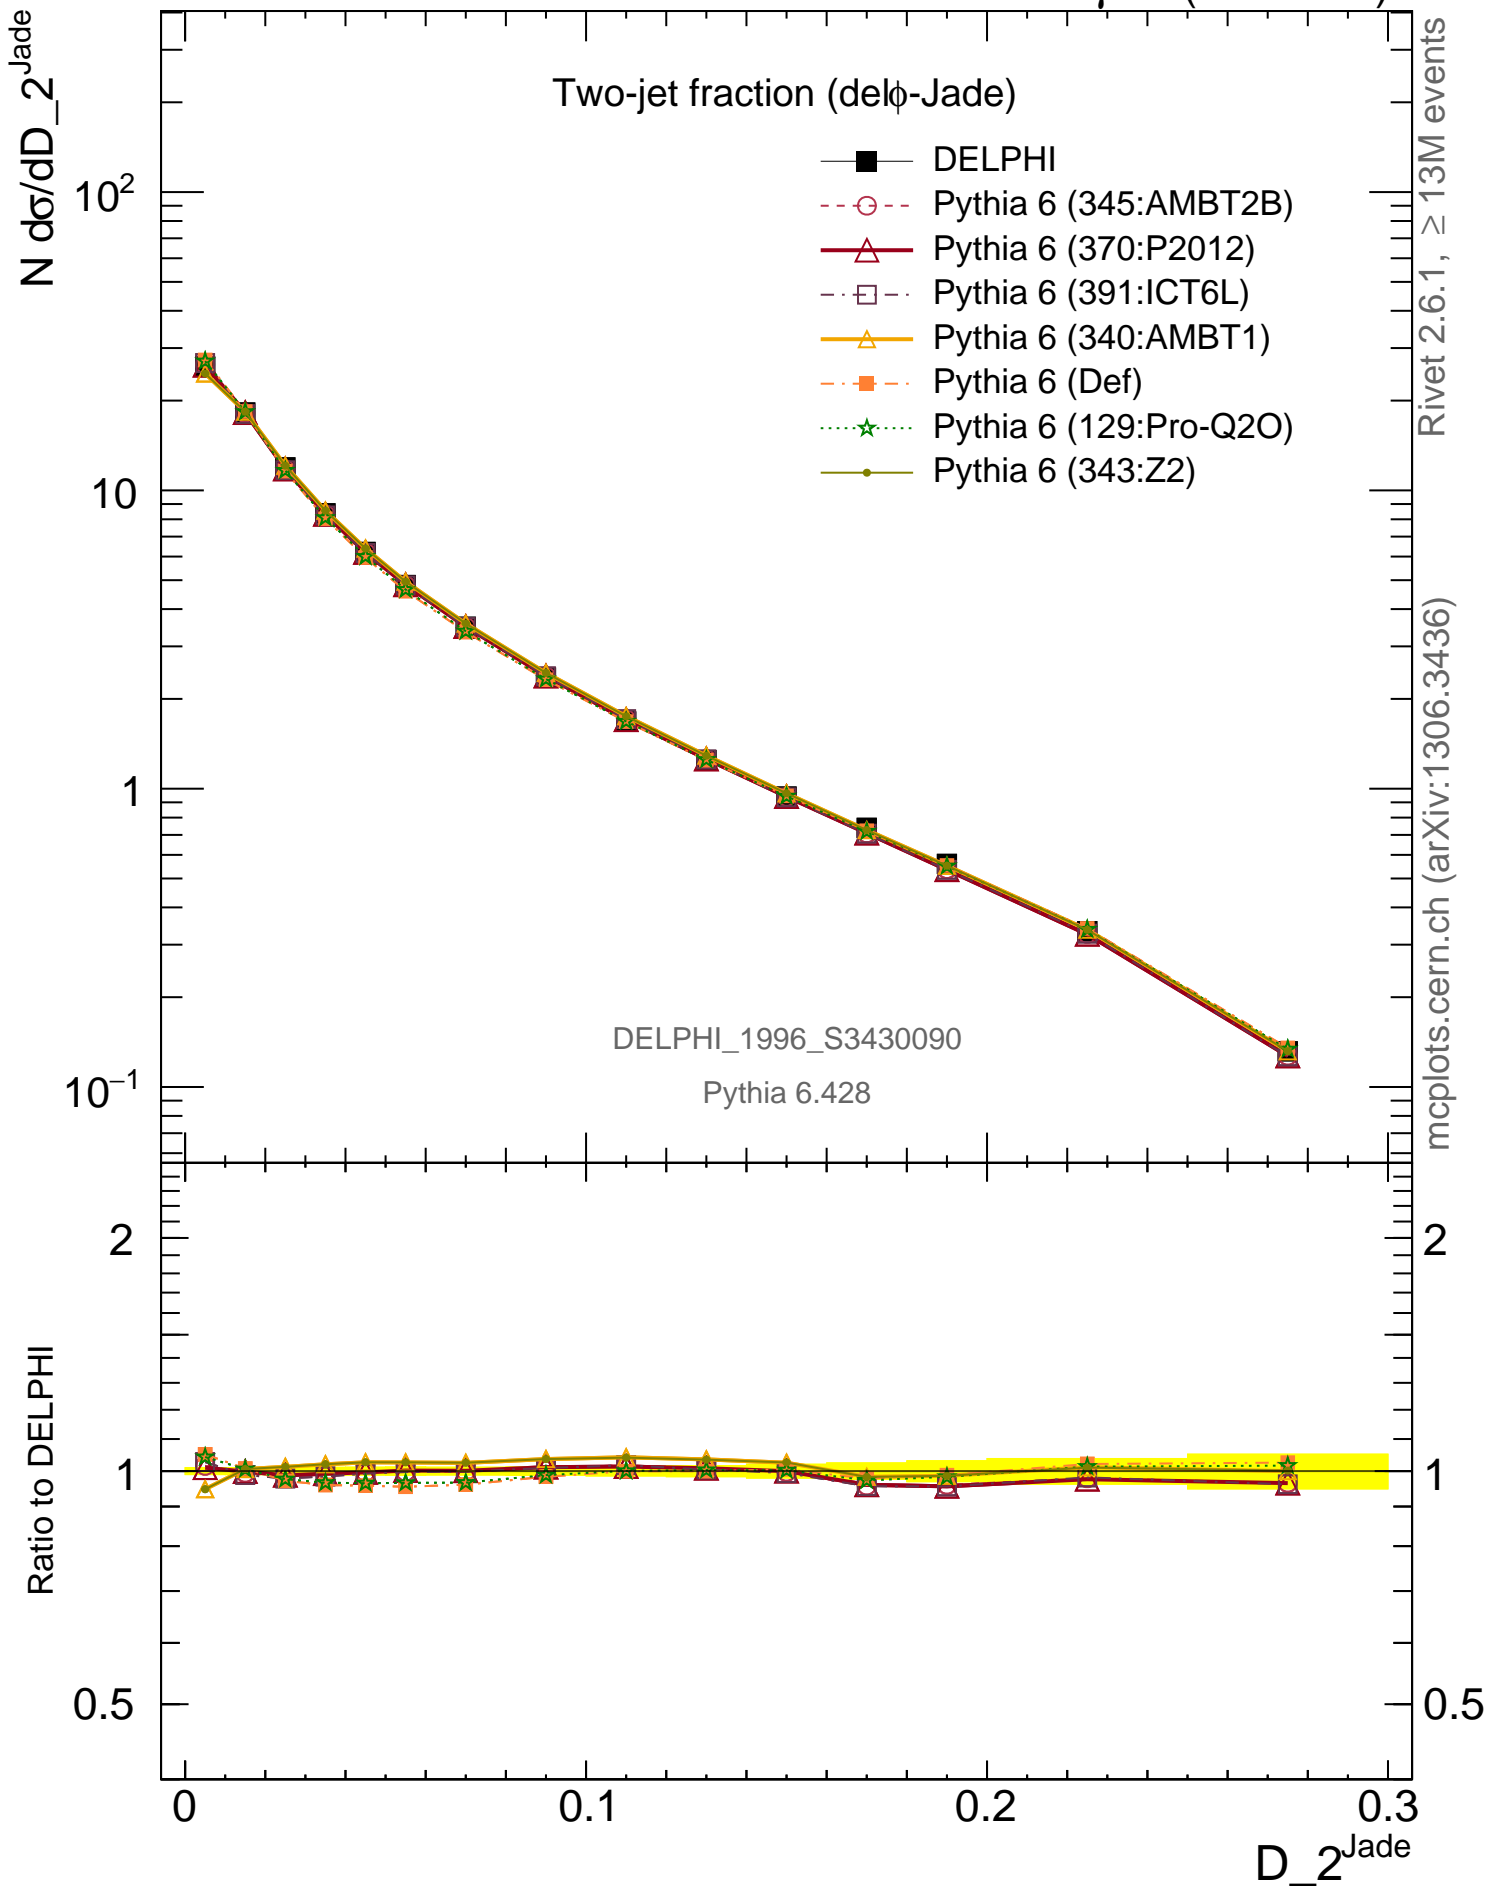 Two-jet fraction (delϕ-Jade)
N dσ/dD_2^Jade
DELPHI
Pythia 6 (345:AMBT2B)
Pythia 6 (370:P2012)
Pythia 6 (391:ICT6L)
Pythia 6 (340:AMBT1)
Pythia 6 (Def)
Pythia 6 (129:Pro-Q2O)
Pythia 6 (343:Z2)
10^2
10
1
10^−1
DELPHI_1996_S3430090
Pythia 6.428
Rivet 2.6.1, ≥ 13M events
mcplots.cern.ch (arXiv:1306.3436)
Ratio to DELPHI
2
1
0.5
2
1
0.5
0
0.1
0.2
0.3
D_2^Jade